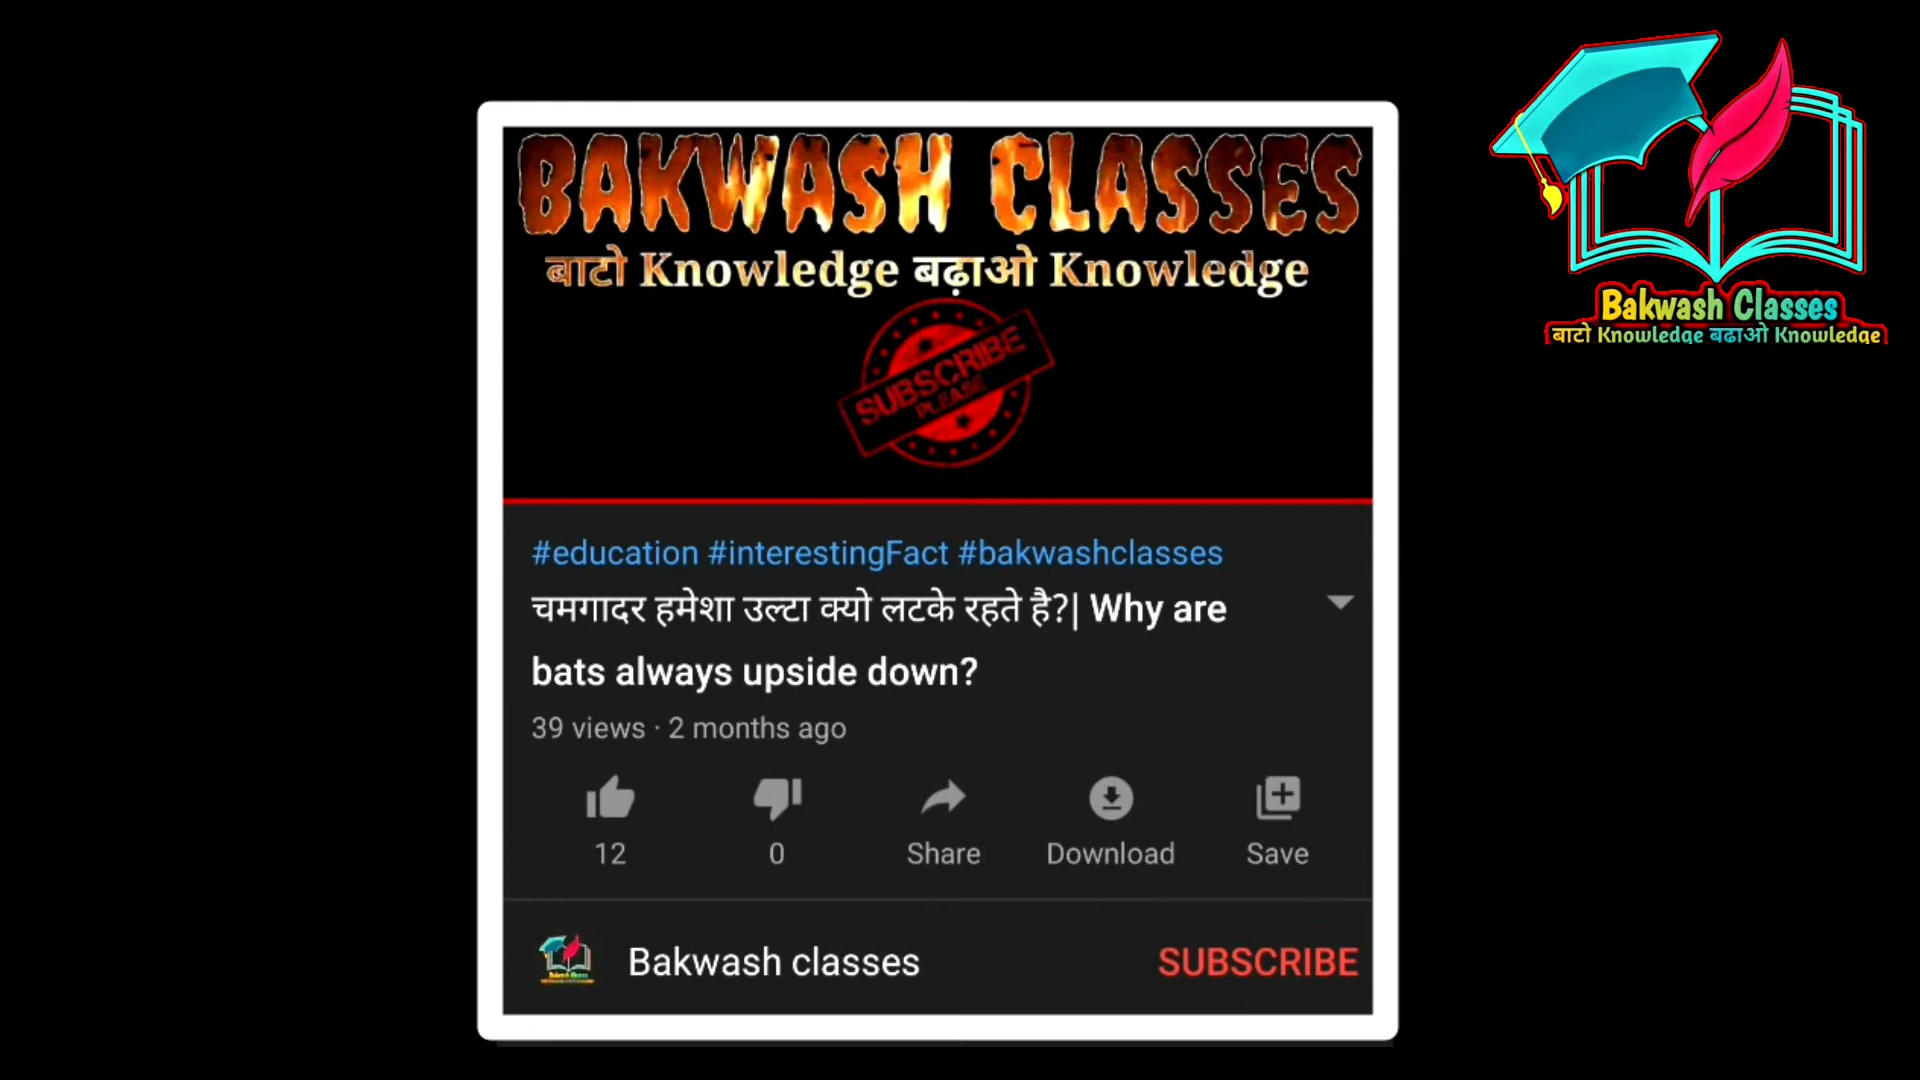 BAKWASH CLASSES
बाटो Knowledge बढ़ाओ Knowledge
SUBSCRIBE
PLEASE
#education #interestingFact #bakwashclasses
चमगादर हमेशा उल्टा क्यो लटके रहते है?| Why are
bats always upside down?
39 views · 2 months ago
12
0
Share
Download
Save
Bakwash classes
SUBSCRIBE
Bakwash Classes
बाटो Knowledge बढाओ Knowledge